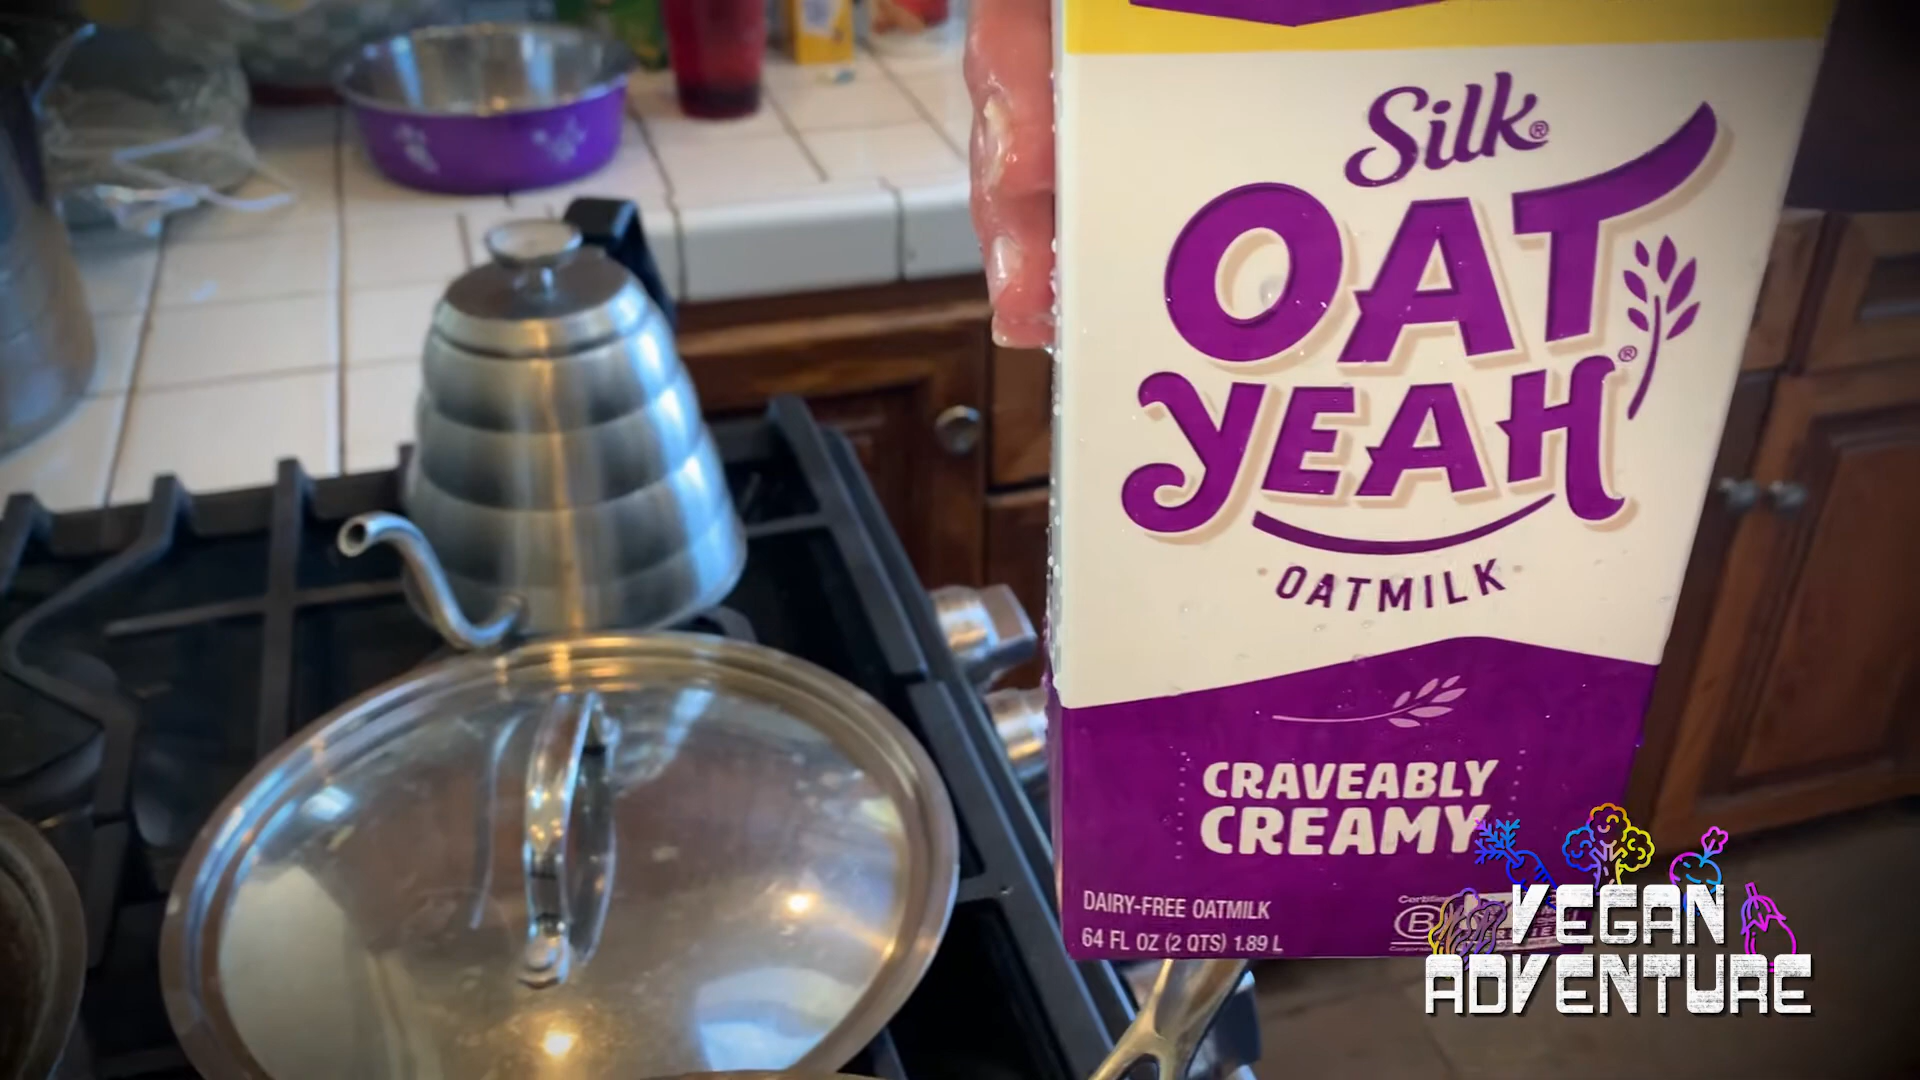 Silk®
OAT
YEAH®
OATMILK
CRAVEABLY
CREAMY
DAIRY-FREE OATMILK
64 FL OZ (2 QTS) 1.89 L
B
VEGAN
ADVENTURE